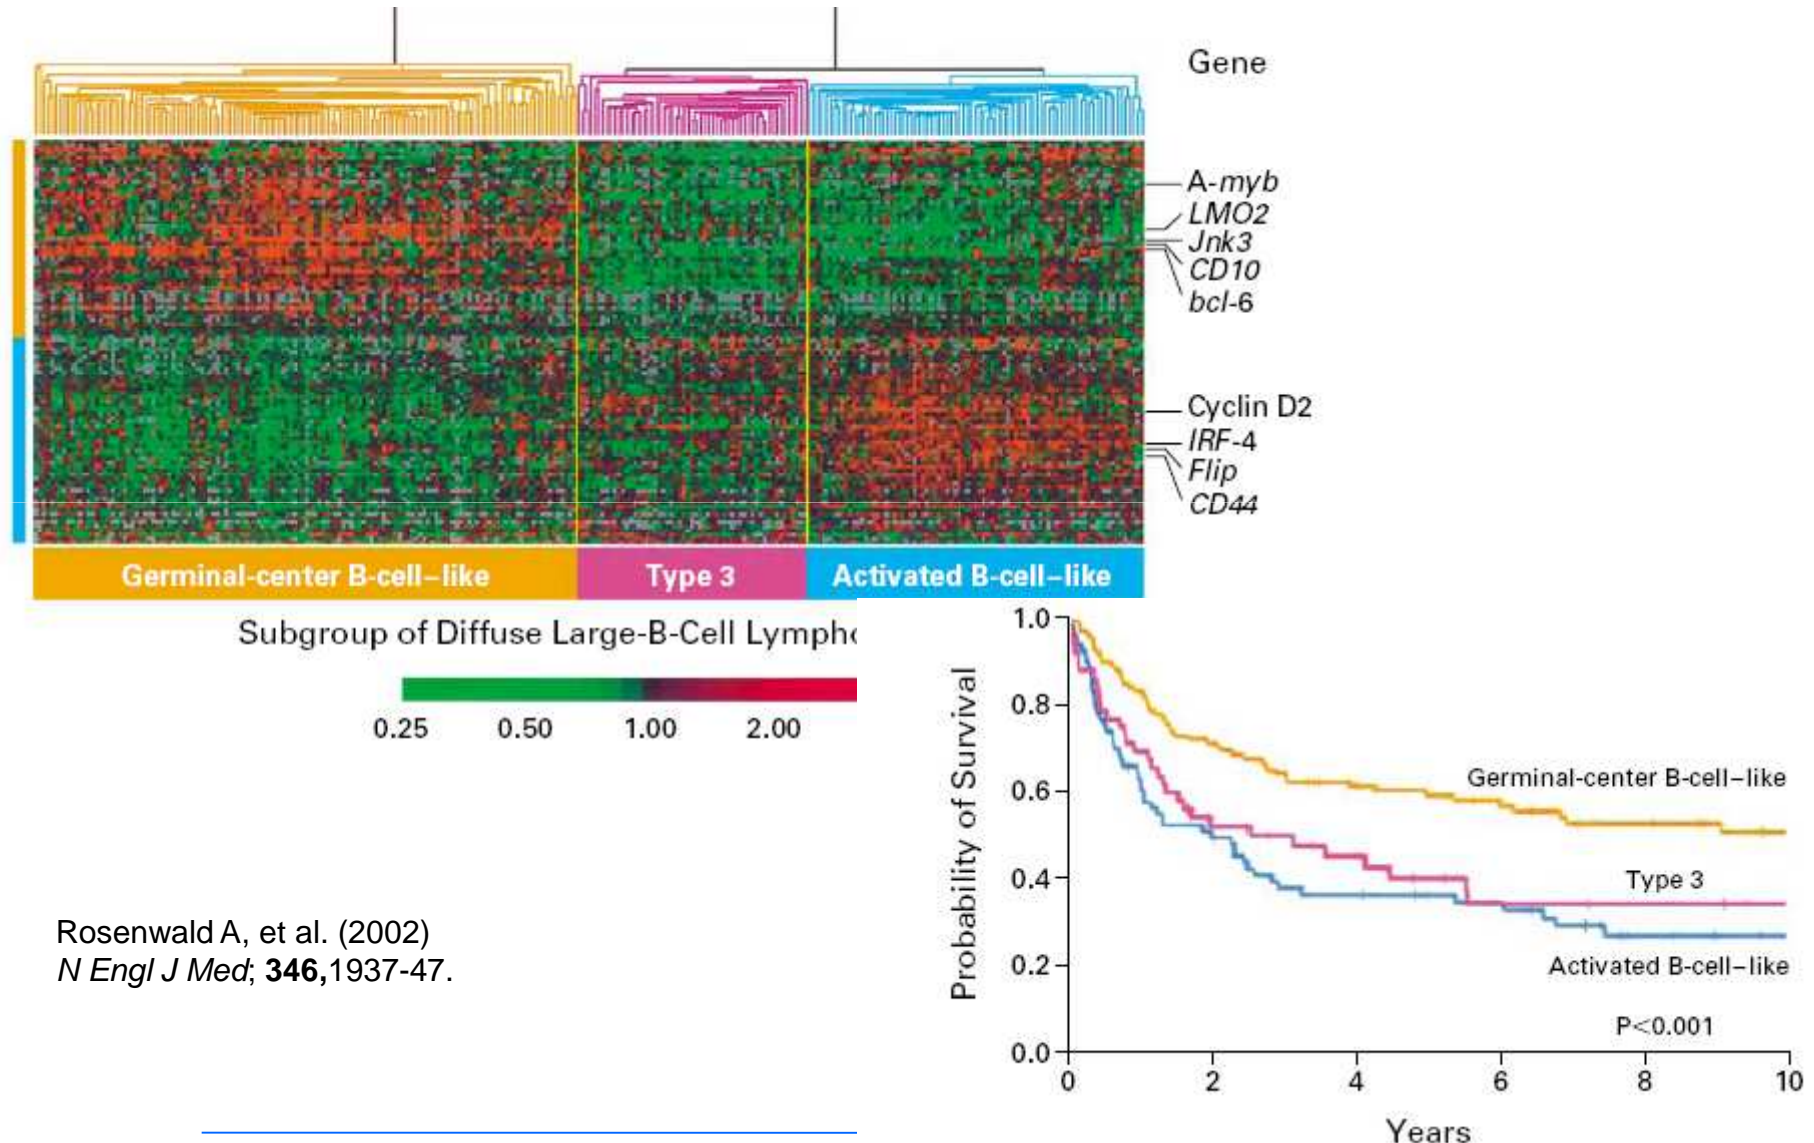 Gene
A-myb
LMO2
Jnk3
CD10
bcl-6
Cyclin D2
IRF-4
Flip
CD44
Germinal-center B-cell–like Type 3 Activated B-cell–like
Subgroup of Diffuse Large-B-Cell Lympho
0.25 0.50 1.00 2.00
Rosenwald A, et al. (2002)
N Engl J Med; 346,1937-47.
Probability of Survival
1.0
0.8
0.6
0.4
0.2
0.0
Germinal-center B-cell–like
Type 3
Activated B-cell–like
P<0.001
0 2 4 6 8 10
Years